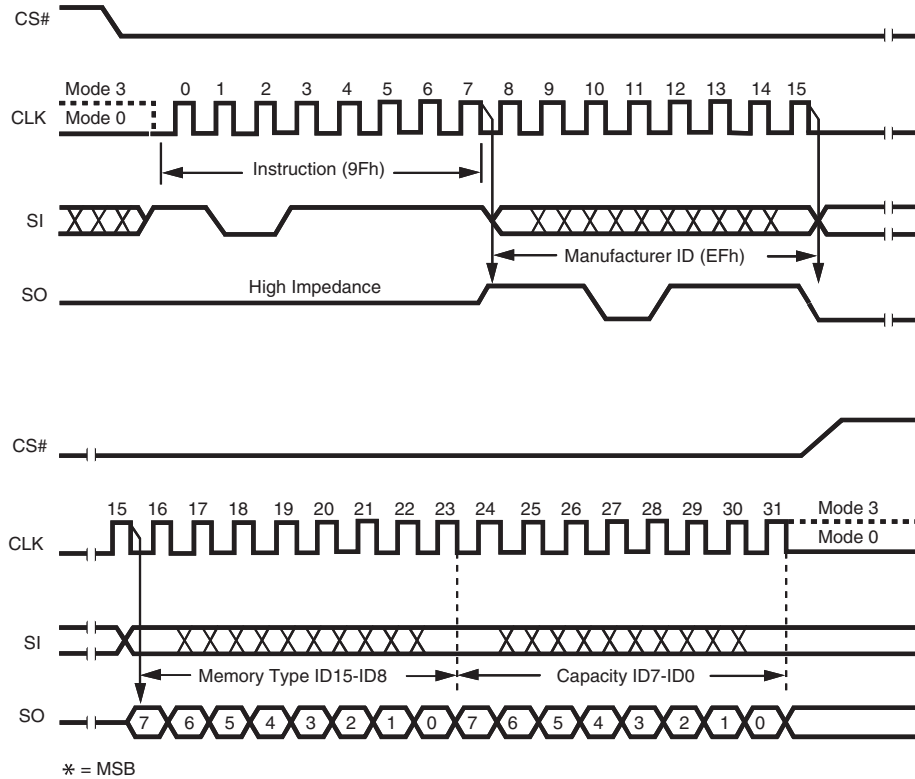 CS#
Mode 3 0 1 2 3 4 5 6 7 8 9 10 11 12 13 14 15
CLK Mode 0
Instruction (9Fh)
SI
Manufacturer ID (EFh)
High Impedance
SO
CS#
15 16 17 18 19 20 21 22 23 24 25 26 27 28 29 30 31 Mode 3
CLK Mode 0
SI
Memory Type ID15-ID8 Capacity ID7-ID0
SO 7 6 5 4 3 2 1 0 7 6 5 4 3 2 1 0
* = MSB